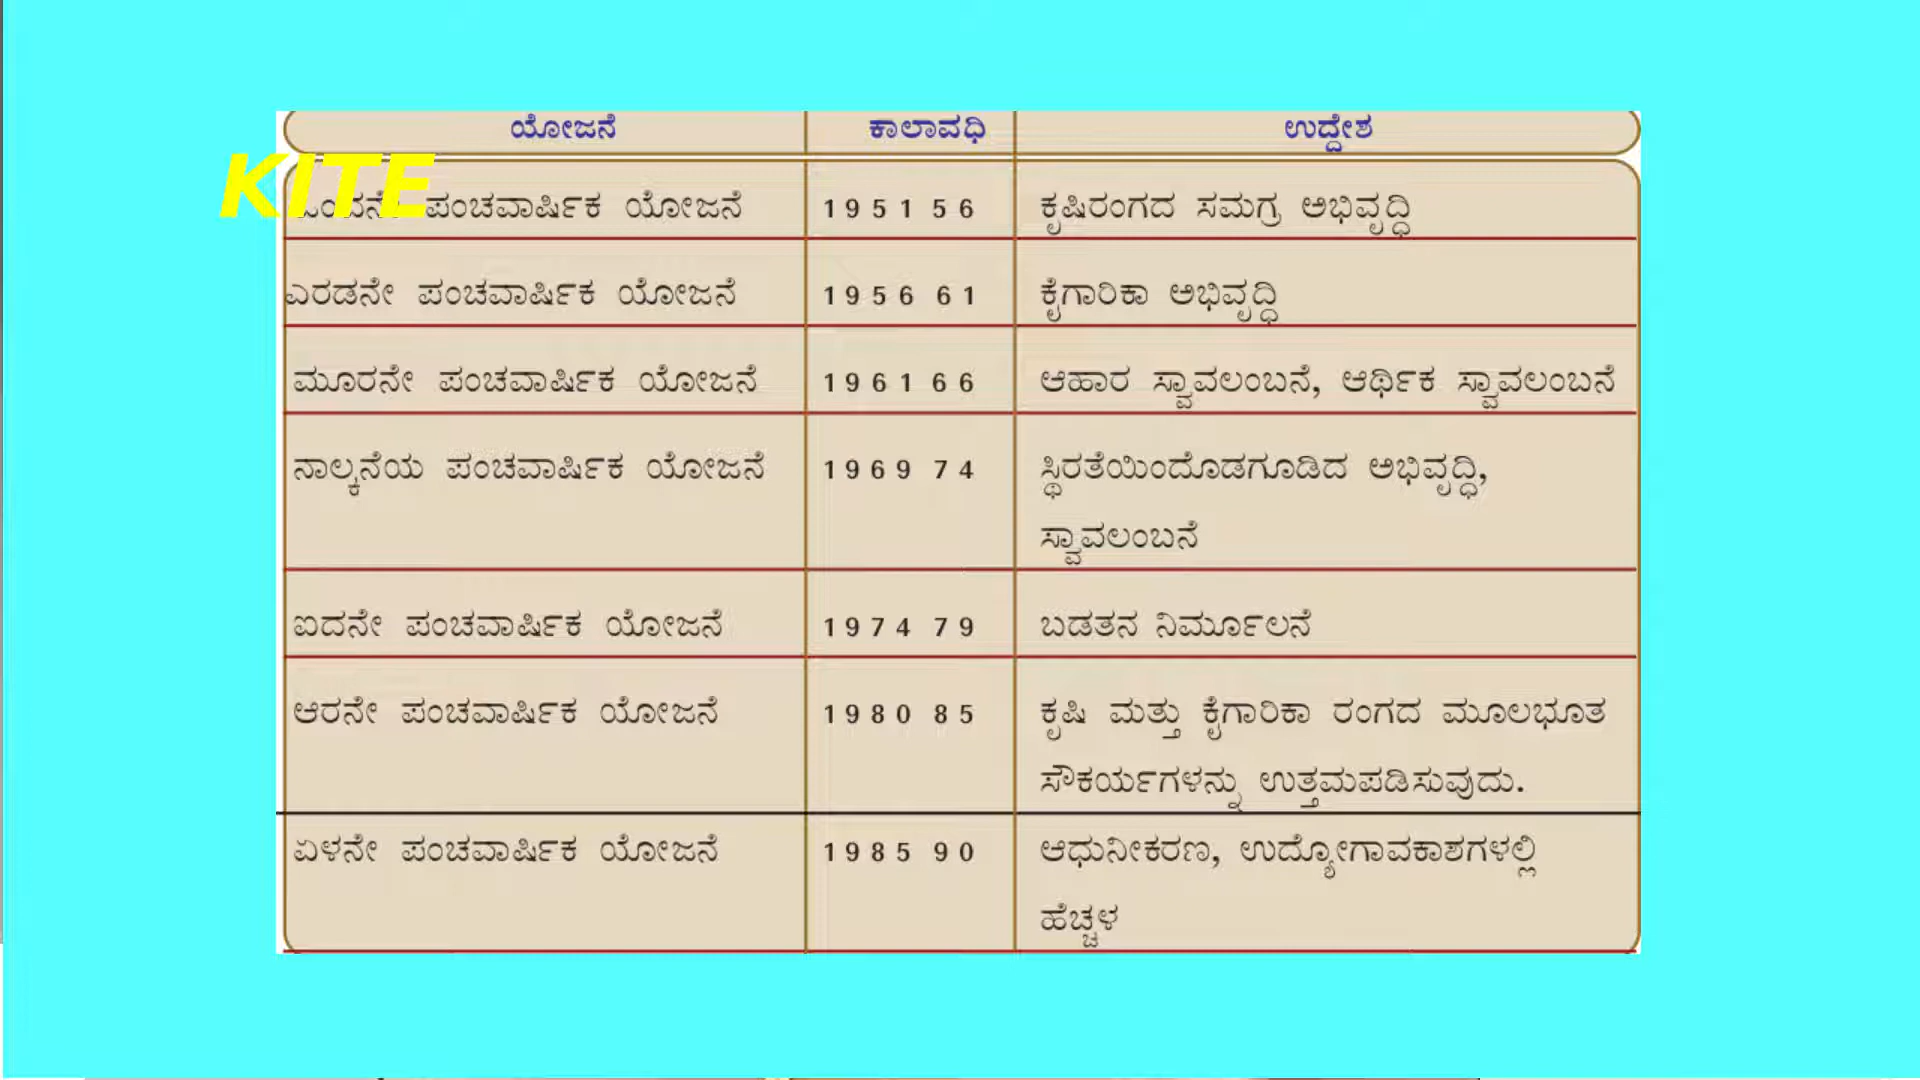 ಯೋಜನೆ ಕಾಲಾವಧಿ ಉದ್ದೇಶ
KITE
ಪಂಚವಾರ್ಷಿಕ ಯೋಜನೆ 1951 56 ಕೃಷಿರಂಗದ ಸಮಗ್ರ ಅಭಿವೃದ್ಧಿ
ಎರಡನೇ ಪಂಚವಾರ್ಷಿಕ ಯೋಜನೆ 1956 61 ಕೈಗಾರಿಕಾ ಅಭಿವೃದ್ಧಿ
ಮೂರನೇ ಪಂಚವಾರ್ಷಿಕ ಯೋಜನೆ 1961 66 ಆಹಾರ ಸ್ವಾವಲಂಬನೆ, ಆರ್ಥಿಕ ಸ್ವಾವಲಂಬನೆ
ನಾಲ್ಕನೆಯ ಪಂಚವಾರ್ಷಿಕ ಯೋಜನೆ 1969 74 ಸ್ಥಿರತೆಯಿಂದೊಡಗೂಡಿದ ಅಭಿವೃದ್ಧಿ,
ಸ್ವಾವಲಂಬನೆ
ಐದನೇ ಪಂಚವಾರ್ಷಿಕ ಯೋಜನೆ 1974 79 ಬಡತನ ನಿರ್ಮೂಲನೆ
ಆರನೇ ಪಂಚವಾರ್ಷಿಕ ಯೋಜನೆ 1980 85 ಕೃಷಿ ಮತ್ತು ಕೈಗಾರಿಕಾ ರಂಗದ ಮೂಲಭೂತ
ಸೌಕರ್ಯಗಳನ್ನು ಉತ್ತಮಪಡಿಸುವುದು.
ಏಳನೇ ಪಂಚವಾರ್ಷಿಕ ಯೋಜನೆ 1985 90 ಆಧುನೀಕರಣ, ಉದ್ಯೋಗಾವಕಾಶಗಳಲ್ಲಿ
ಹೆಚ್ಚಳ